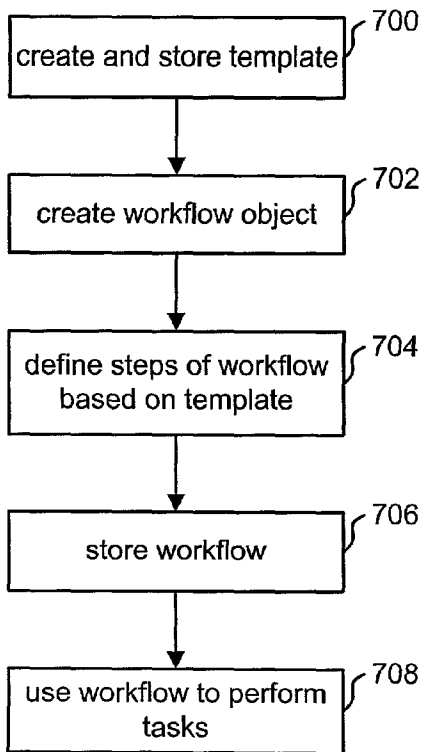 700
create and store template
702
create workflow object
704
define steps of workflow
based on template
706
store workflow
708
use workflow to perform
tasks